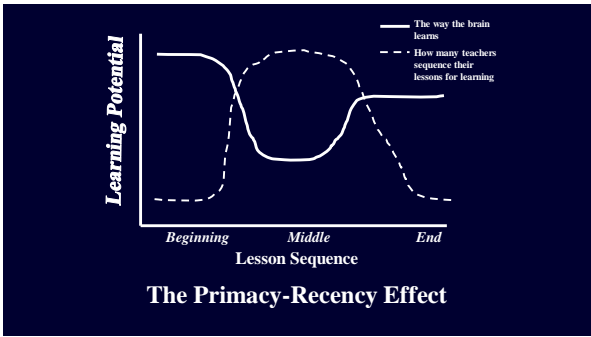 The way the brain
learns
How many teachers
sequence their
lessons for learning
Learning Potential
Beginning
Middle
End
Lesson Sequence
The Primacy-Recency Effect